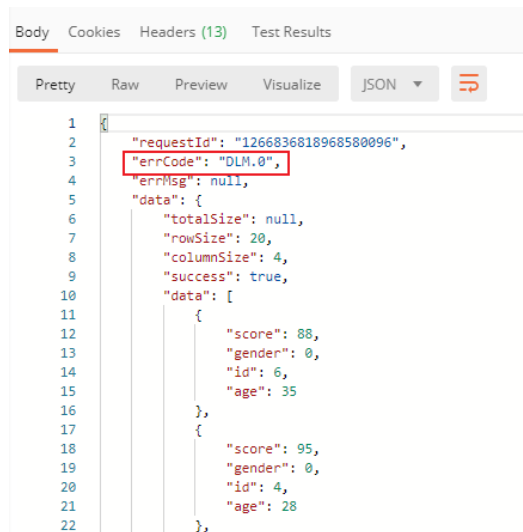 Body Cookies Headers (13) Test Results
Pretty Raw Preview Visualize JSON
1 {
2 "requestId": "1266836818968580096",
3 "errCode": "DLM.0",
4 "errMsg": null,
5 "data": {
6 "totalSize": null,
7 "rowSize": 20,
8 "columnSize": 4,
9 "success": true,
10 "data": [
11 {
12 "score": 88,
13 "gender": 0,
14 "id": 6,
15 "age": 35
16 },
17 {
18 "score": 95,
19 "gender": 0,
20 "id": 4,
21 "age": 28
22 },